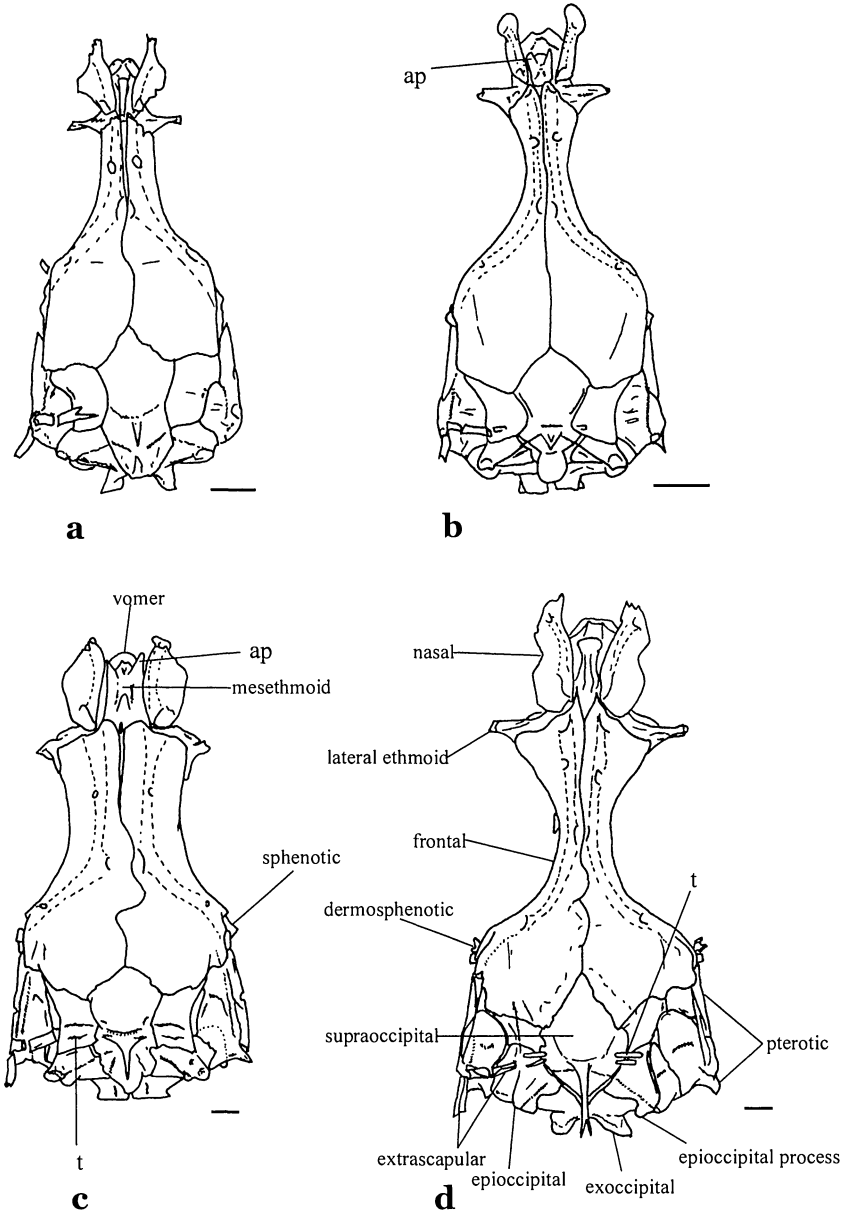 ap
a
b
vomer
ap
mesethmoid
nasal
lateral ethmoid
sphenotic
frontal
t
dermosphenotic
supraoccipital
pterotic
t
extrascapular
epioccipital
exoccipital
epioccipital process
c
d